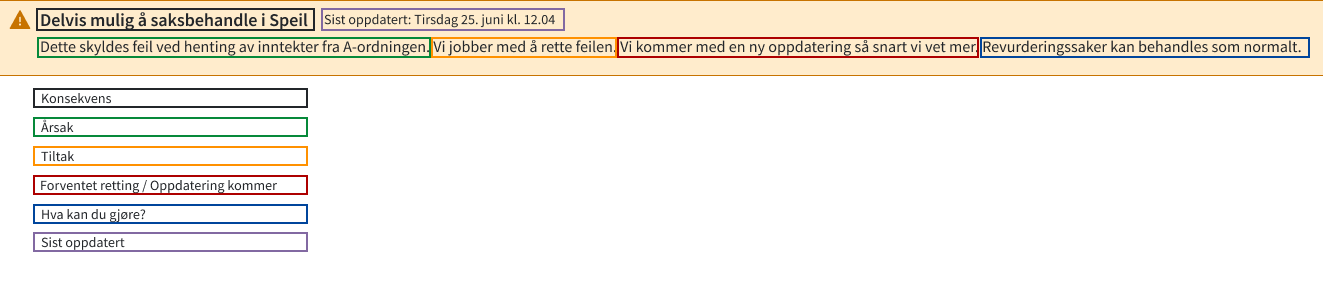 Delvis mulig å saksbehandle i Speil Sist oppdatert: Tirsdag 25. juni kl. 12.04
Dette skyldes feil ved henting av inntekter fra A-ordningen. Vi jobber med å rette feilen. Vi kommer med en ny oppdatering så snart vi vet mer. Revurderingssaker kan behandles som normalt.
Konsekvens
Årsak
Tiltak
Forventet retting / Oppdatering kommer
Hva kan du gjøre?
Sist oppdatert